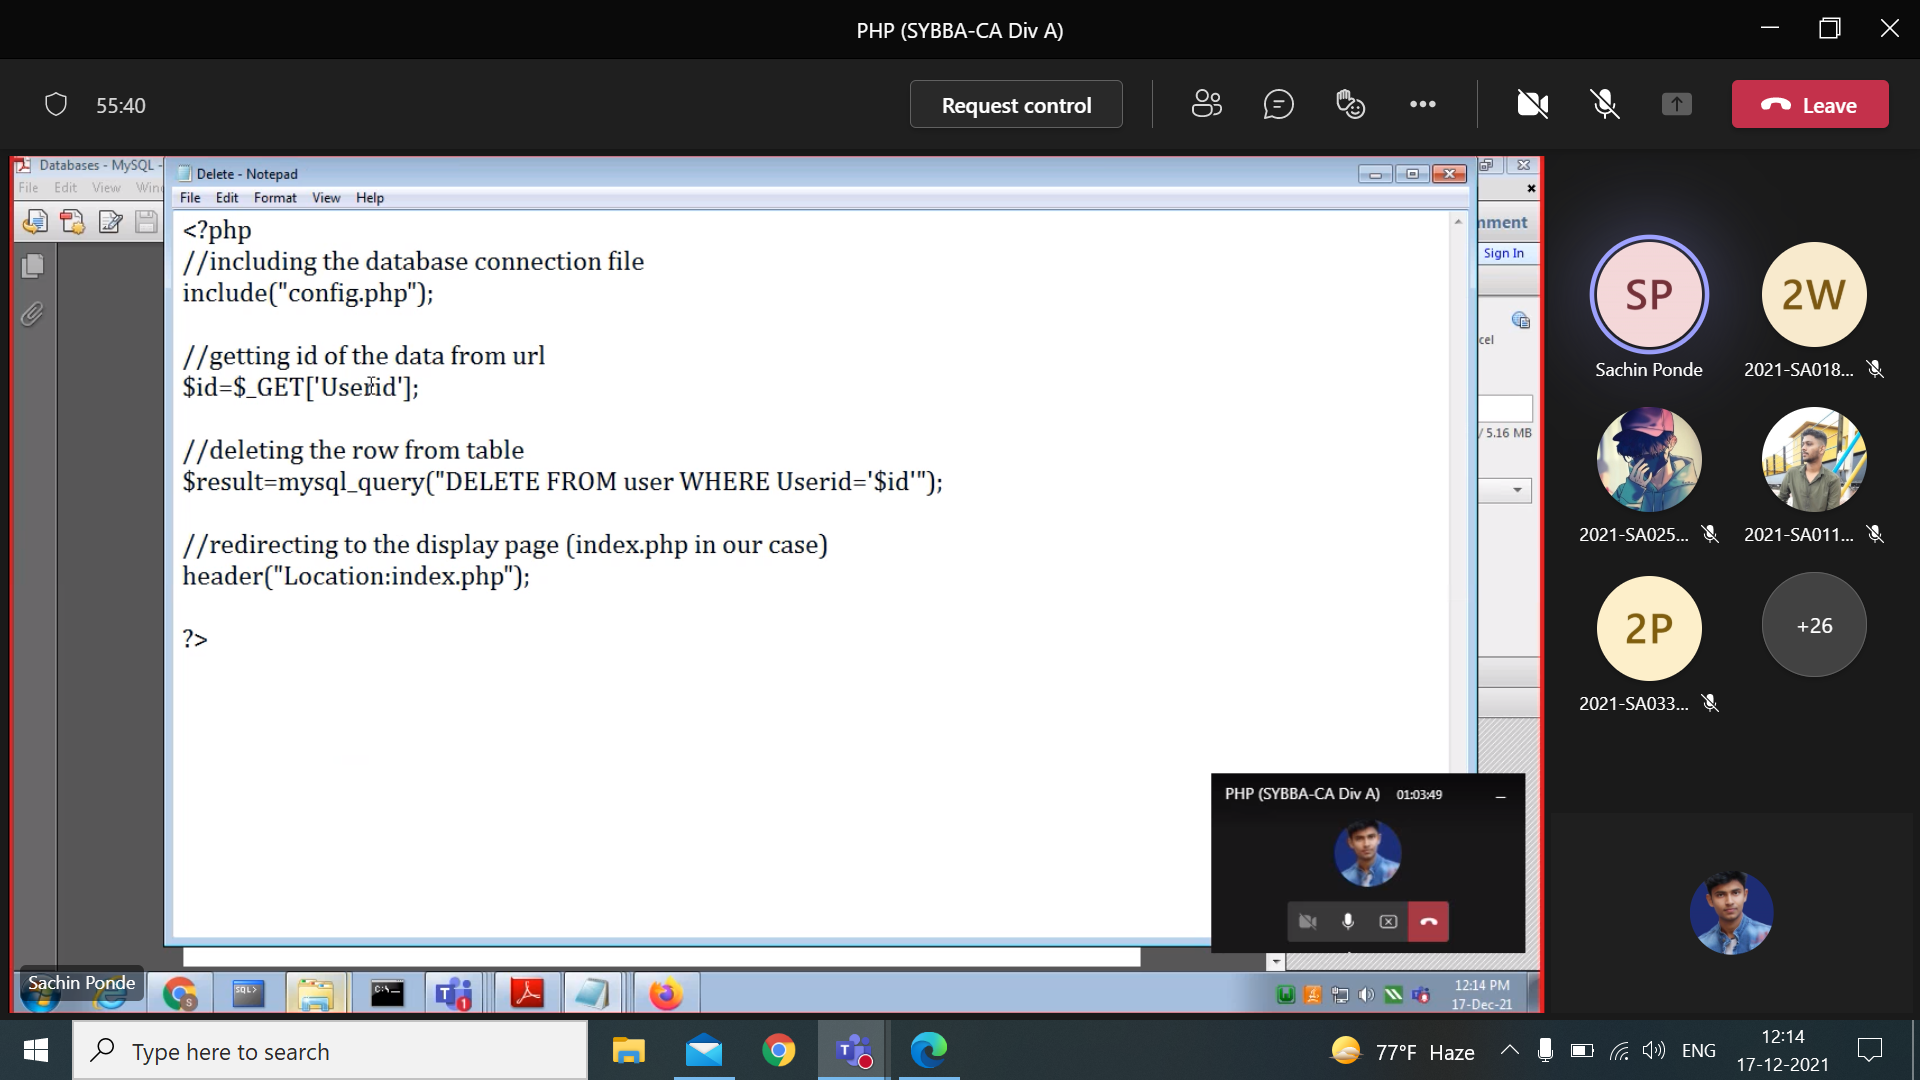 PHP (SYBBA-CA Div A)
55:40
Request control
Leave
Databases - MySQL -
File Edit View
Delete - Notepad
File Edit Format View Help
<?php
//including the database connection file
include("config.php");
//getting id of the data from url
$id=$_GET['Userid'];
//deleting the row from table
$result=mysql_query("DELETE FROM user WHERE Userid='$id'");
//redirecting to the display page (index.php in our case)
header("Location:index.php");
?>
Sign In
/ 5.16 MB
SP
Sachin Ponde
2W
2021-SA018...
2021-SA025...
2021-SA011...
2P
2021-SA033...
+26
PHP (SYBBA-CA Div A) 01:03:49
Sachin Ponde
SQL>
C:\_
12:14 PM
17-Dec-21
Type here to search
77°F Haze
ENG
12:14
17-12-2021